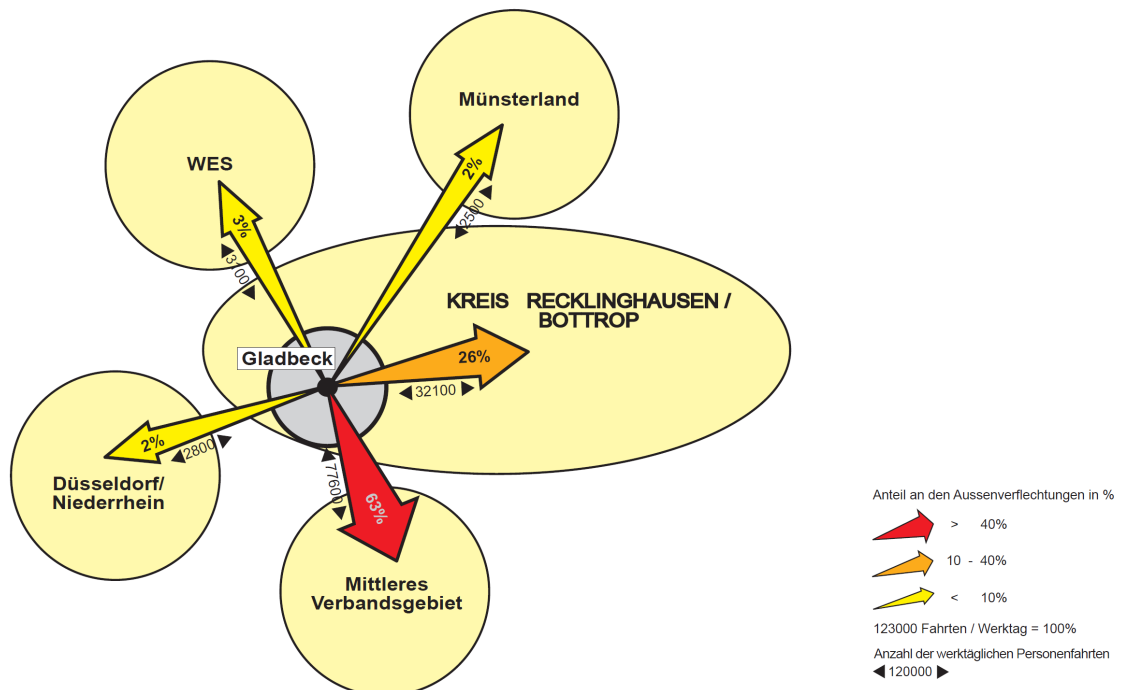 Münsterland
WES
2%
2500
3%
3100
KREIS RECKLINGHAUSEN /
BOTTROP
Gladbeck
26%
32100
2%
2800
77600
63%
Düsseldorf/
Niederrhein
Mittleres
Verbandsgebiet
Anteil an den Aussenverflechtungen in %
> 40%
10 - 40%
< 10%
123000 Fahrten / Werktag = 100%
Anzahl der werktäglichen Personenfahrten
120000